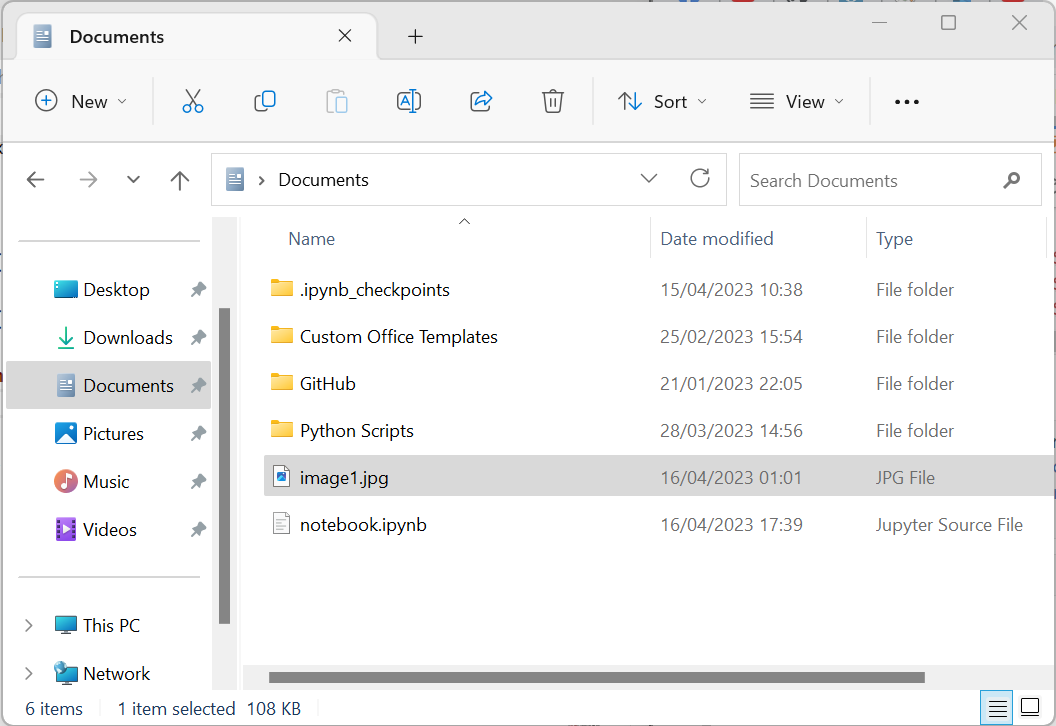 Documents
New Sort View
Documents Search Documents
Name Date modified Type
Desktop .ipynb_checkpoints 15/04/2023 10:38 File folder
Downloads Custom Office Templates 25/02/2023 15:54 File folder
Documents GitHub 21/01/2023 22:05 File folder
Pictures Python Scripts 28/03/2023 14:56 File folder
Music image1.jpg 16/04/2023 01:01 JPG File
Videos notebook.ipynb 16/04/2023 17:39 Jupyter Source File
This PC
Network
6 items 1 item selected 108 KB